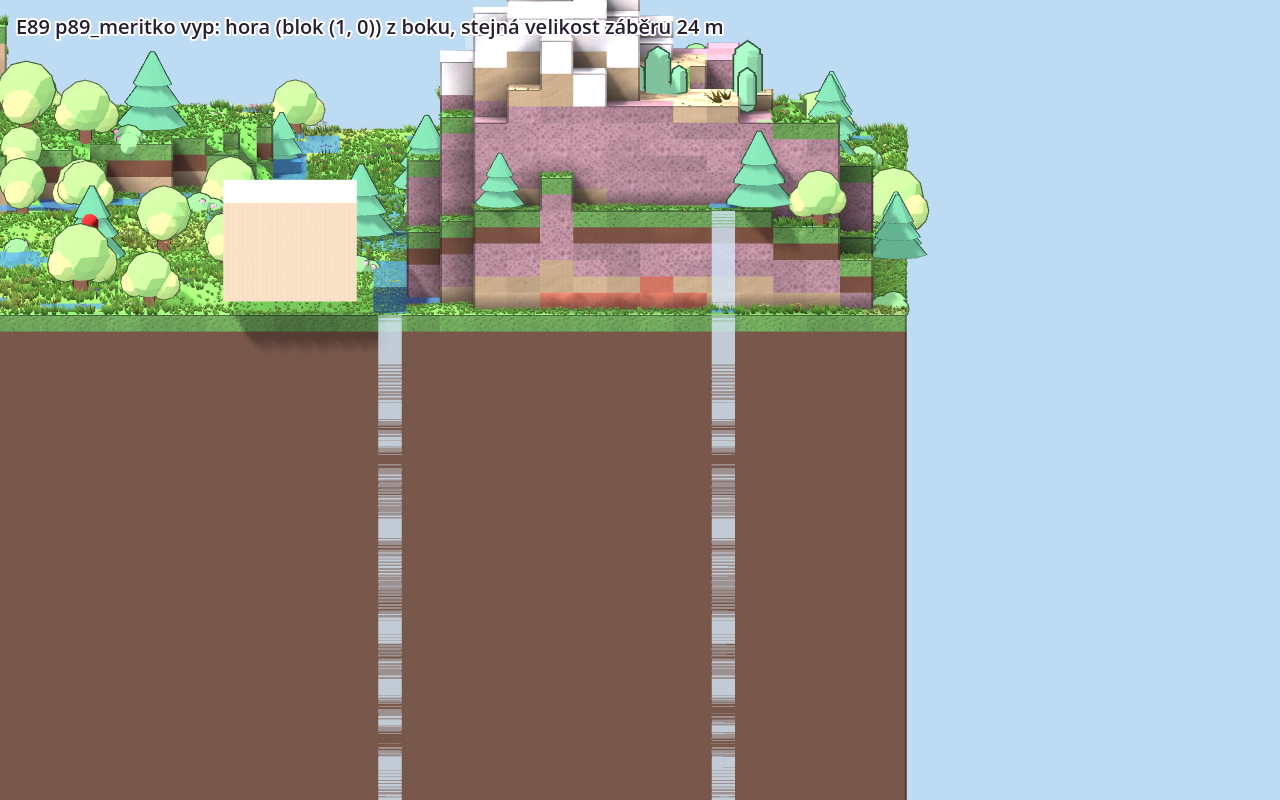 E89 p89_meritko vyp: hora (blok (1, 0)) z boku, stejná velikost záběru 24 m